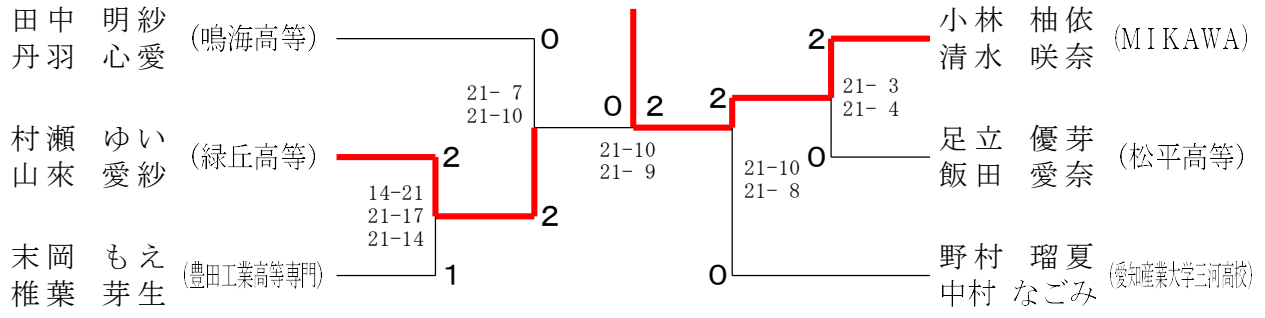 田中 明紗
丹羽 心愛
(鳴海高等)
0
21- 7
21-10
村瀬 ゆい
山來 愛紗
(緑丘高等)
2
14-21
21-17
21-14
2
末岡 もえ
椎葉 芽生
(豊田工業高等専門)
1
0 2
21-10
21- 9
小林 柚依
清水 咲奈
(MIKAWA)
2
21- 3
21- 4
2
足立 優芽
飯田 愛奈
(松平高等)
0
21-10
21- 8
野村 瑠夏
中村 なごみ
(愛知産業大学三河高校)
0